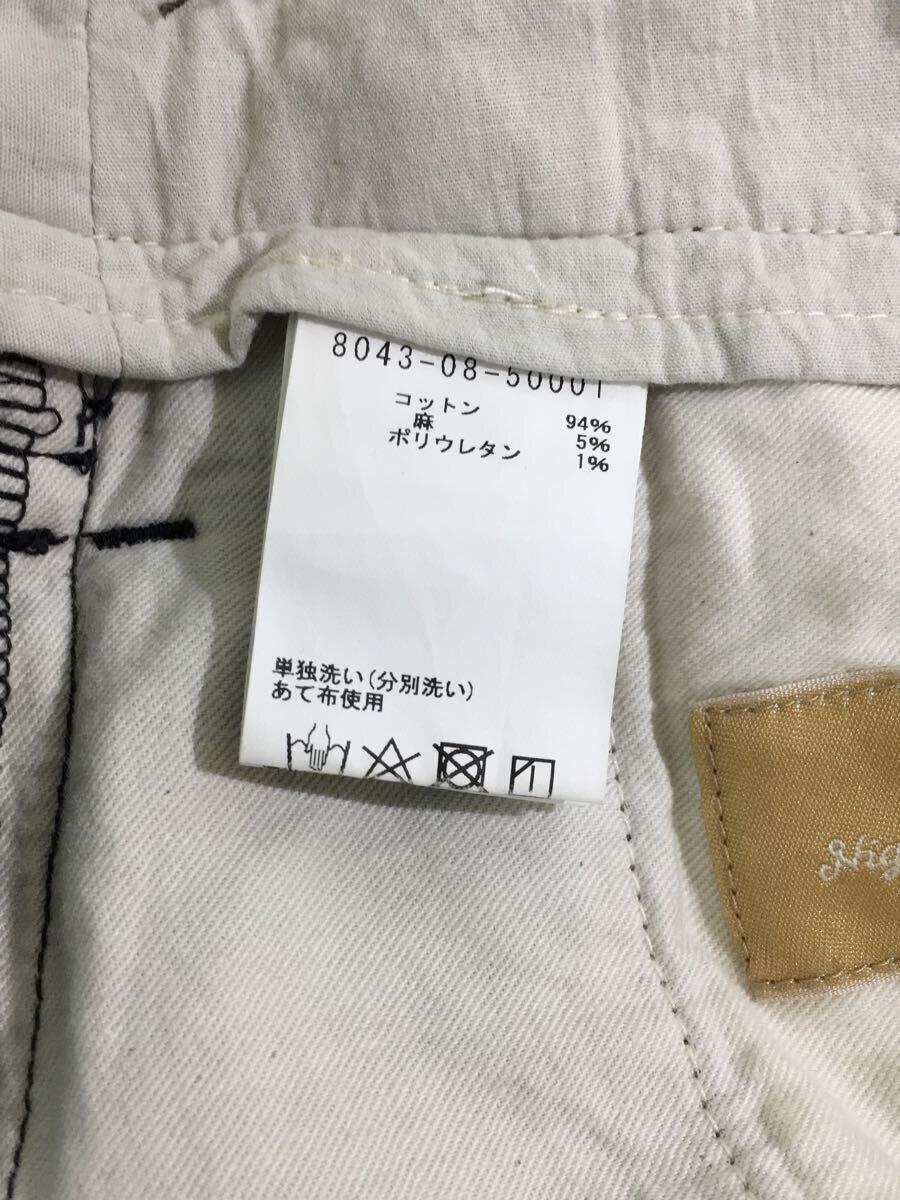 8043-08-50001
コットン 94%
麻 5%
ポリウレタン 1%
単独洗い(分別洗い)
あて布使用